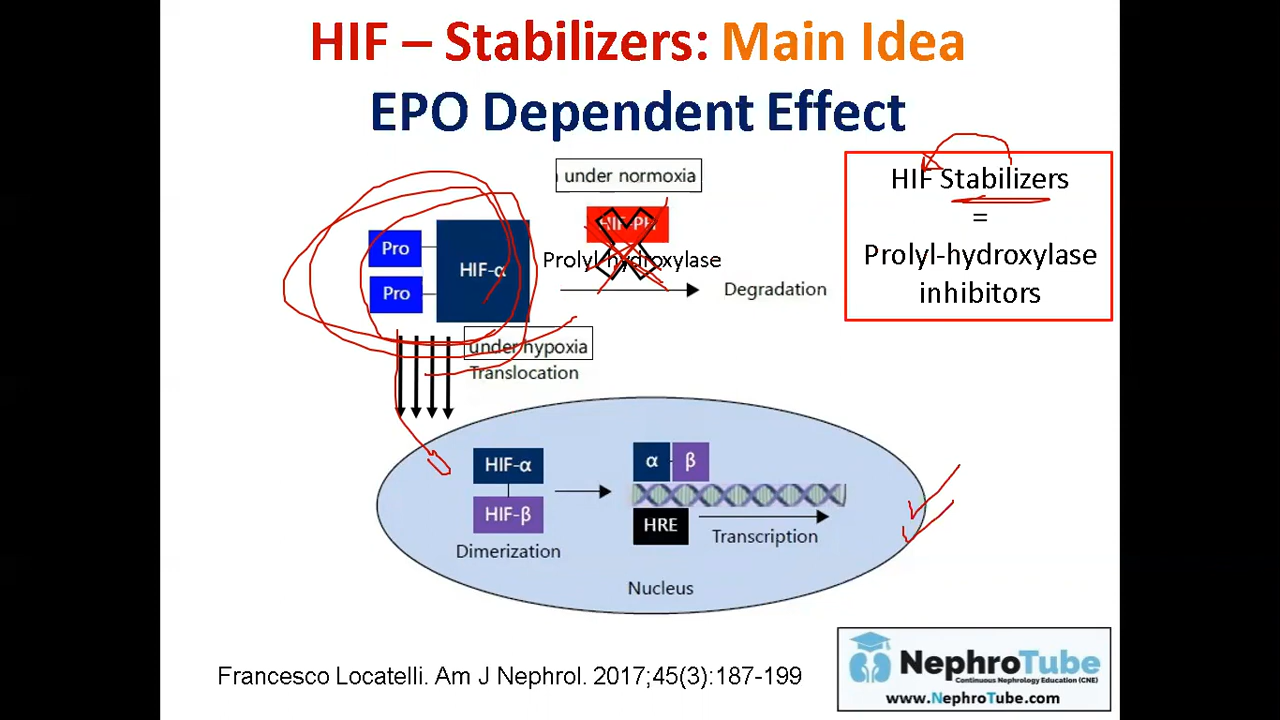 HIF – Stabilizers: Main Idea
EPO Dependent Effect
under normoxia
HIF Stabilizers
=
Prolyl-hydroxylase
inhibitors
HIF-PH
Prolyl-hydroxylase
Pro
Pro
HIF-α
Degradation
under hypoxia
Translocation
HIF-α
HIF-β
Dimerization
α β
HRE
Transcription
Nucleus
Francesco Locatelli. Am J Nephrol. 2017;45(3):187-199
NephroTube
Continuous Nephrology Education (CNE)
www.NephroTube.com